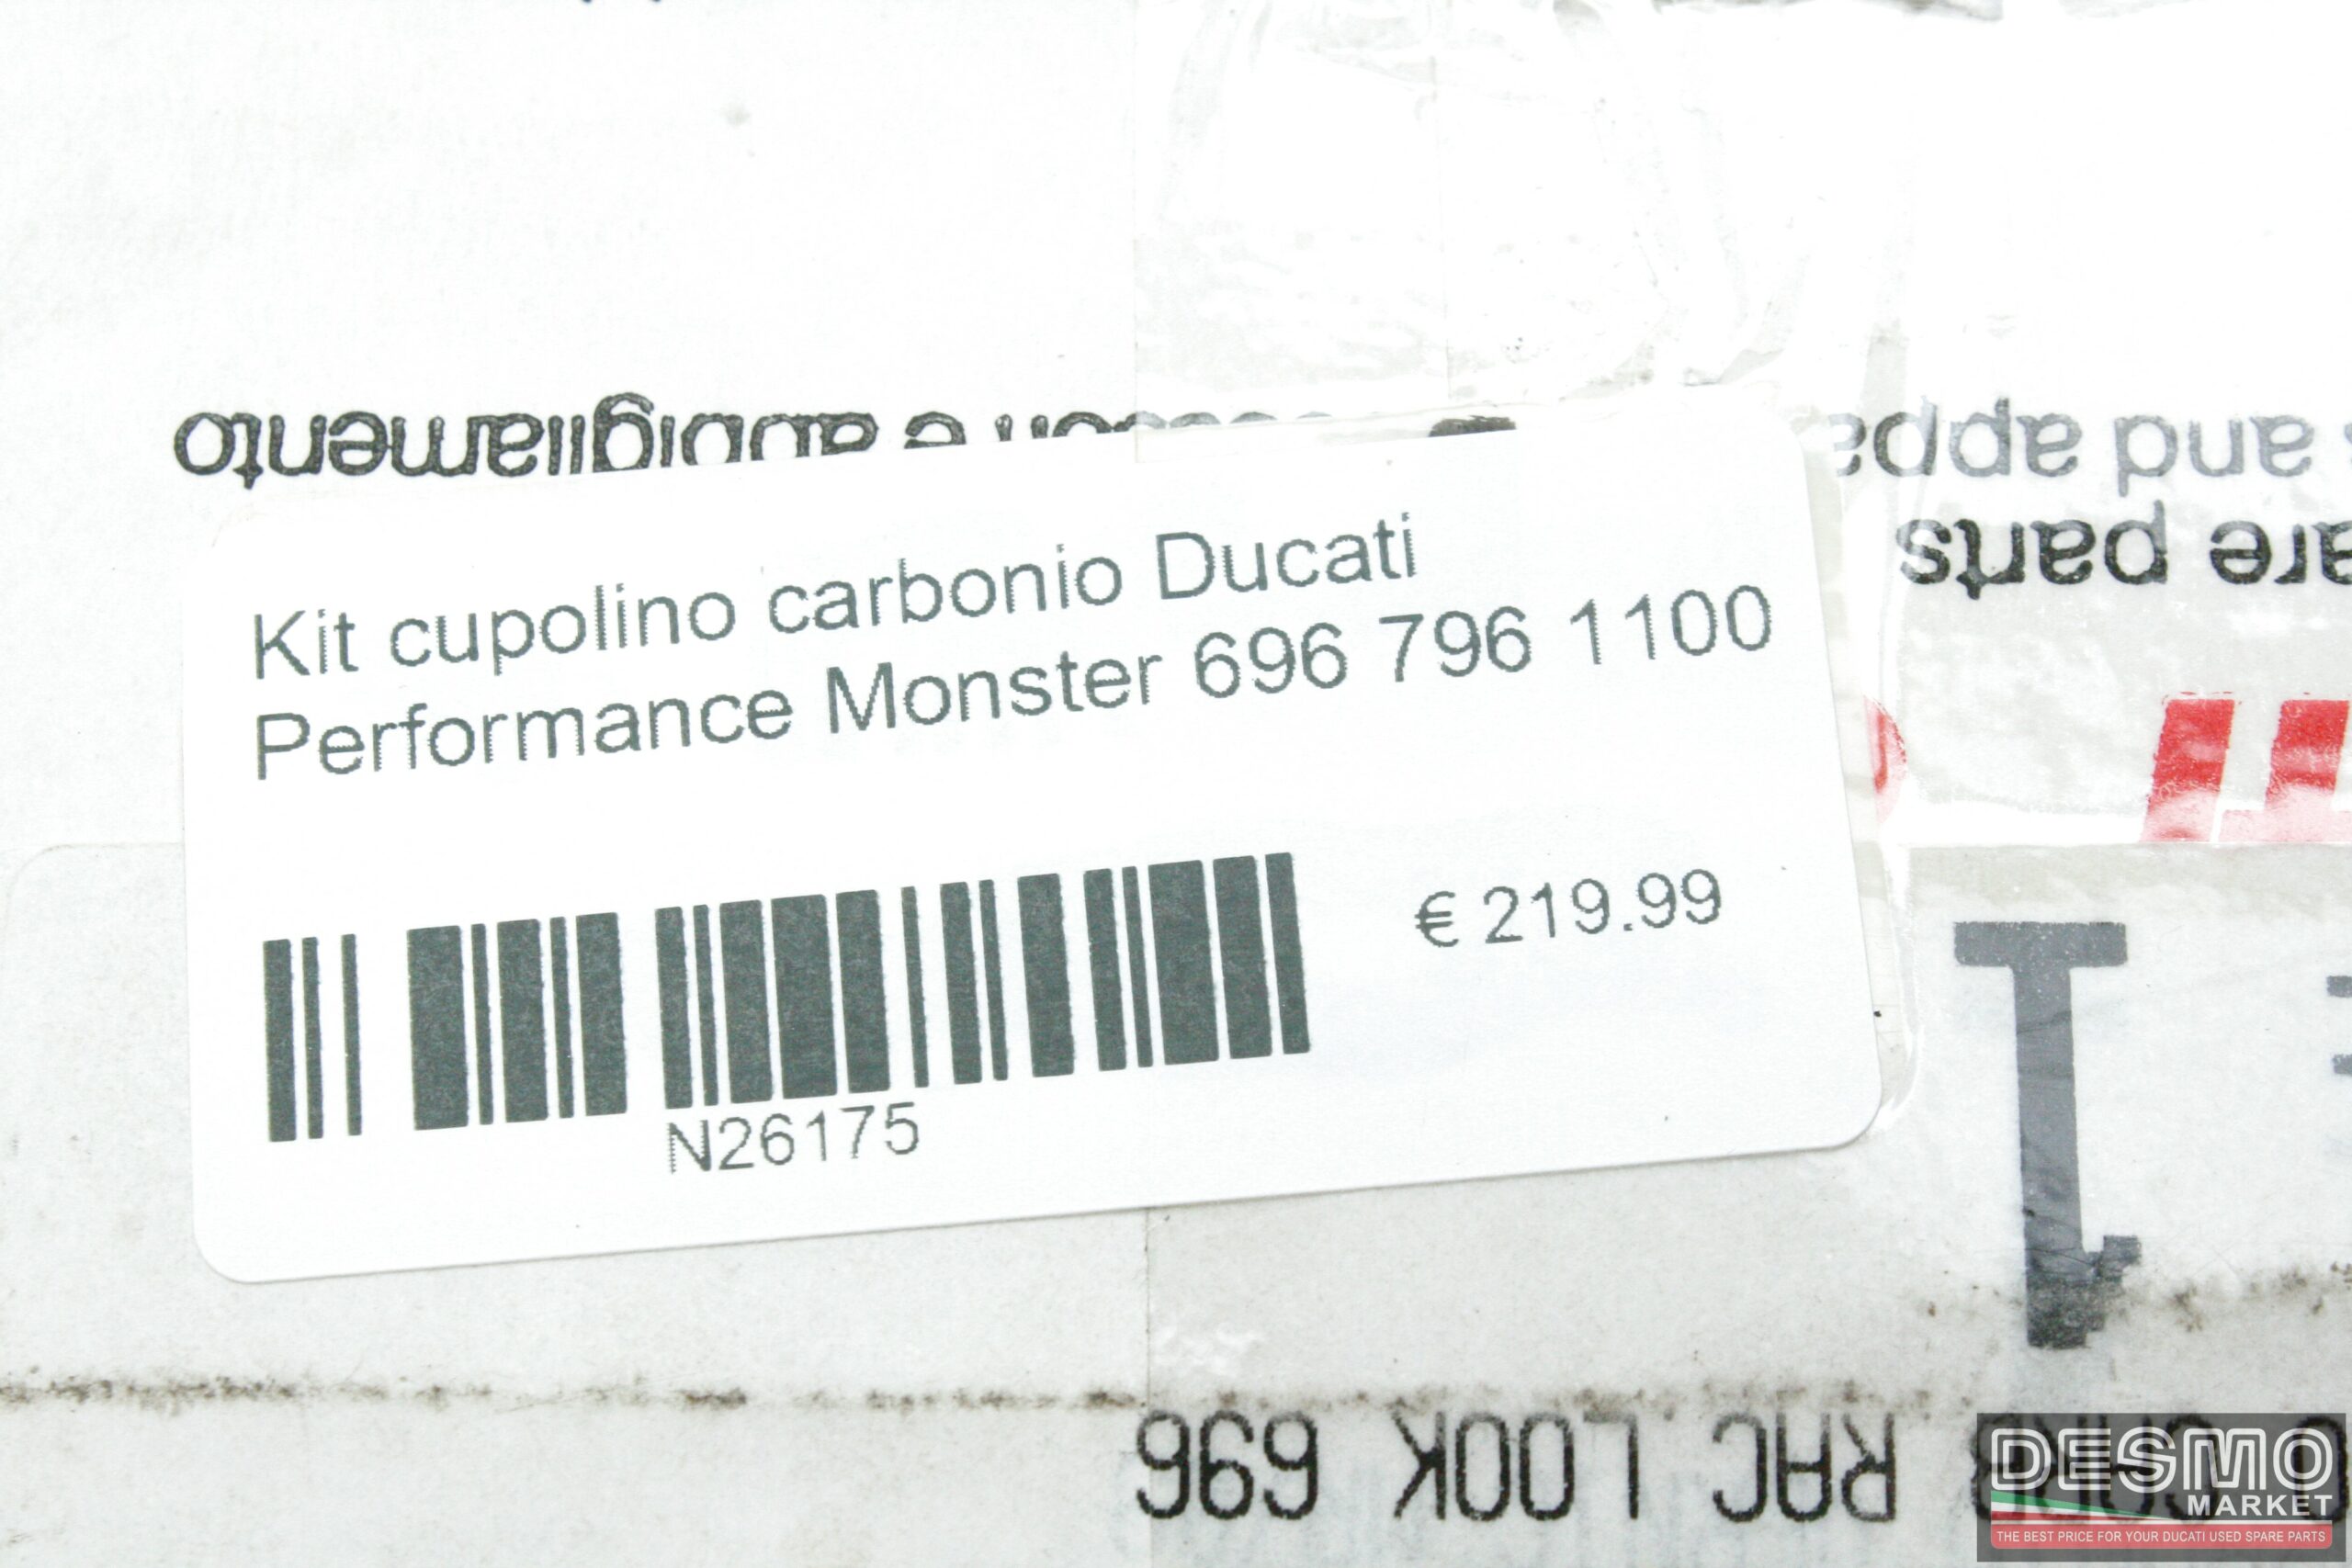 abbigliamento
and
are parts
Kit cupolino carbonio Ducati
Performance Monster 696 796 1100
€ 219.99
N26175
RAC LOOK 696
DESMO
MARKET
THE BEST PRICE FOR YOUR DUCATI USED SPARE PARTS